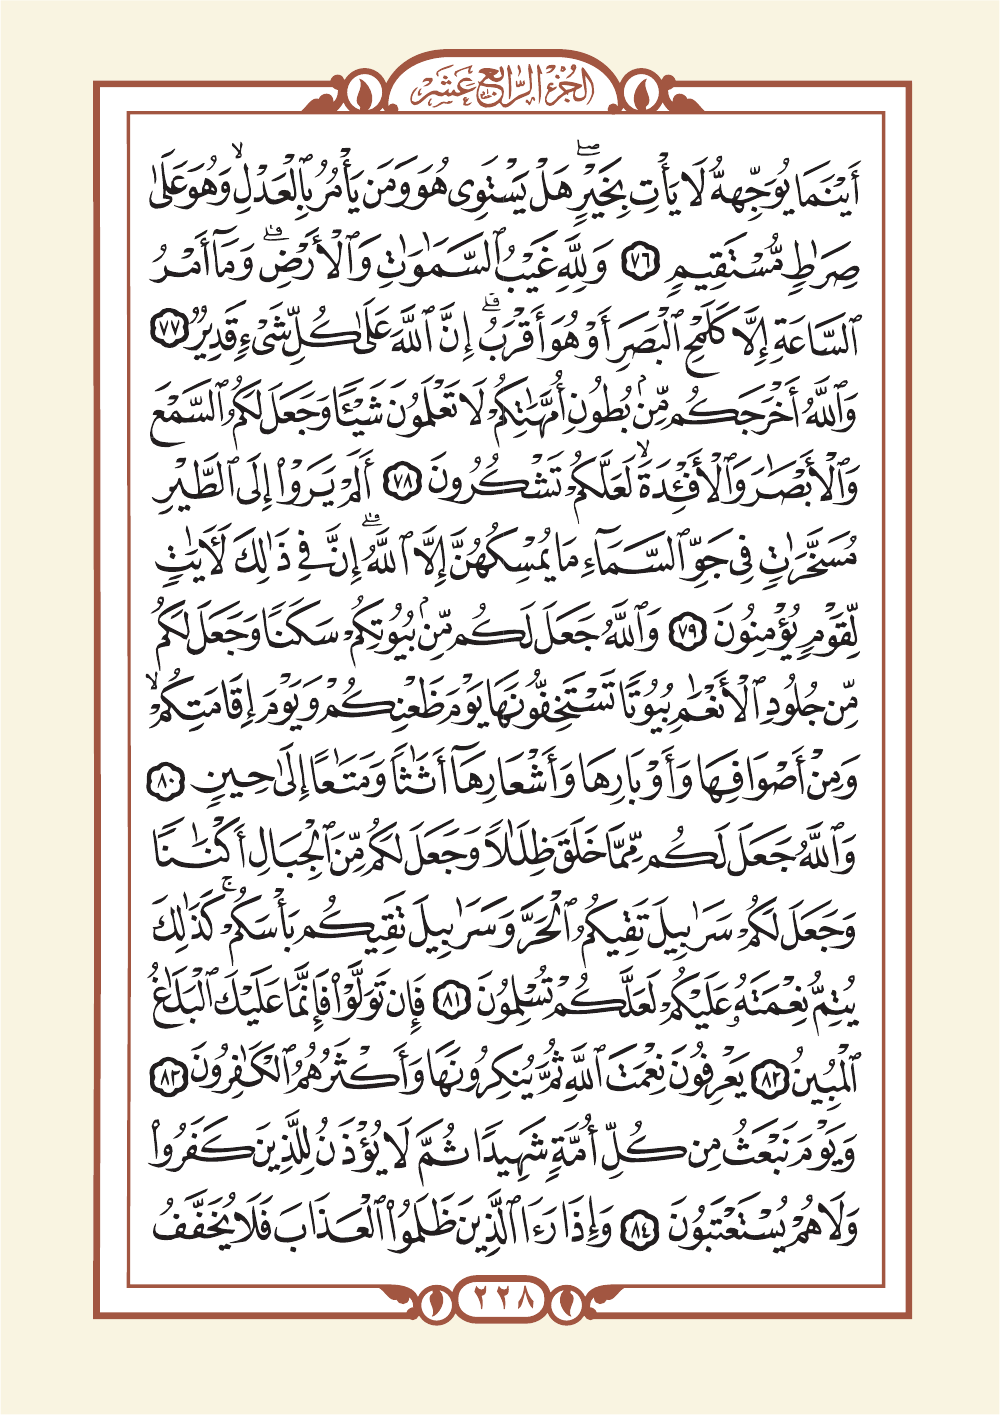 الجزء الرابع عشر
أَيْنَمَا يُوَجِّههُّ لَا يَأْتِ بِخَيْرٍۖ هَلْ يَسْتَوِى هُوَ وَمَن يَأْمُرُ بِٱلْعَدْلِۙ وَهُوَ عَلَىٰ
صِرَٰطٍ مُّسْتَقِيمٍ ٧٦ وَلِلَّهِ غَيْبُ ٱلسَّمَٰوَٰتِ وَٱلْأَرْضِۗ وَمَآ أَمْرُ
ٱلسَّاعَةِ إِلَّا كَلَمْحِ ٱلْبَصَرِ أَوْ هُوَ أَقْرَبُۗ إِنَّ ٱللَّهَ عَلَىٰ كُلِّ شَىْءٍ قَدِيرٌ ٧٧
وَٱللَّهُ أَخْرَجَكُم مِّنۢ بُطُونِ أُمَّهَٰتِكُمْ لَا تَعْلَمُونَ شَيْـًٔا وَجَعَلَ لَكُمُ ٱلسَّمْعَ
وَٱلْأَبْصَٰرَ وَٱلْأَفْـِٔدَةَۙ لَعَلَّكُمْ تَشْكُرُونَ ٧٨ أَلَمْ يَرَوْا۟ إِلَى ٱلطَّيْرِ
مُسَخَّرَٰتٍ فِى جَوِّ ٱلسَّمَآءِ مَا يُمْسِكُهُنَّ إِلَّا ٱللَّهُۗ إِنَّ فِى ذَٰلِكَ لَءَايَٰتٍ
لِّقَوْمٍ يُؤْمِنُونَ ٧٩ وَٱللَّهُ جَعَلَ لَكُم مِّنۢ بُيُوتِكُمْ سَكَنًا وَجَعَلَ لَكُم
مِّن جُلُودِ ٱلْأَنْعَٰمِ بُيُوتًا تَسْتَخِفُّونَهَا يَوْمَ ظَعْنِكُمْ وَيَوْمَ إِقَامَتِكُمْۙ
وَمِنْ أَصْوَافِهَا وَأَوْبَارِهَا وَأَشْعَارِهَآ أَثَٰثًا وَمَتَٰعًا إِلَىٰ حِينٍ ٨٠
وَٱللَّهُ جَعَلَ لَكُم مِّمَّا خَلَقَ ظِلَٰلًا وَجَعَلَ لَكُم مِّنَ ٱلْجِبَالِ أَكْنَٰنًا
وَجَعَلَ لَكُمْ سَرَٰبِيلَ تَقِيكُمُ ٱلْحَرَّ وَسَرَٰبِيلَ تَقِيكُم بَأْسَكُمْۚ كَذَٰلِكَ
يُتِمُّ نِعْمَتَهُۥ عَلَيْكُمْ لَعَلَّكُمْ تُسْلِمُونَ ٨١ فَإِن تَوَلَّوْا۟ فَإِنَّمَا عَلَيْكَ ٱلْبَلَٰغُ
ٱلْمُبِينُ ٨٢ يَعْرِفُونَ نِعْمَتَ ٱللَّهِ ثُمَّ يُنكِرُونَهَا وَأَكْثَرُهُمُ ٱلْكَٰفِرُونَ ٨٣
وَيَوْمَ نَبْعَثُ مِن كُلِّ أُمَّةٍ شَهِيدًا ثُمَّ لَا يُؤْذَنُ لِلَّذِينَ كَفَرُوا۟
وَلَا هُمْ يُسْتَعْتَبُونَ ٨٤ وَإِذَا رَءَا ٱلَّذِينَ ظَلَمُوا۟ ٱلْعَذَابَ فَلَا يُخَفَّفُ
٢٢٨